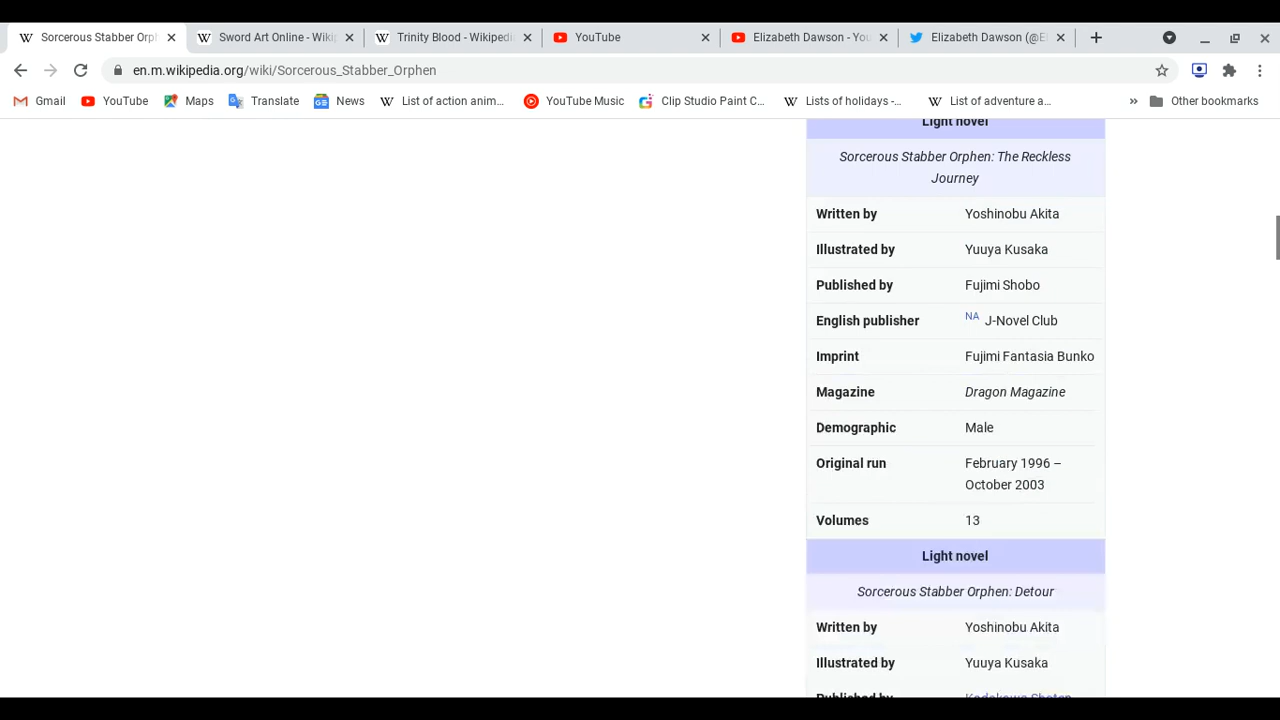 Sorcerous Stabber Orph
Sword Art Online - Wiki
Trinity Blood - Wikipedi
YouTube
Elizabeth Dawson - You
Elizabeth Dawson (@E
en.m.wikipedia.org/wiki/Sorcerous_Stabber_Orphen
Gmail
YouTube
Maps
Translate
News
List of action anim...
YouTube Music
Clip Studio Paint C...
Lists of holidays -...
List of adventure a...
»
Other bookmarks
Light novel
Sorcerous Stabber Orphen: The Reckless
Journey
Written by Yoshinobu Akita
Illustrated by Yuuya Kusaka
Published by Fujimi Shobo
English publisher NA J-Novel Club
Imprint Fujimi Fantasia Bunko
Magazine Dragon Magazine
Demographic Male
Original run February 1996 –
October 2003
Volumes 13
Light novel
Sorcerous Stabber Orphen: Detour
Written by Yoshinobu Akita
Illustrated by Yuuya Kusaka
Published by Kadokawa Shoten